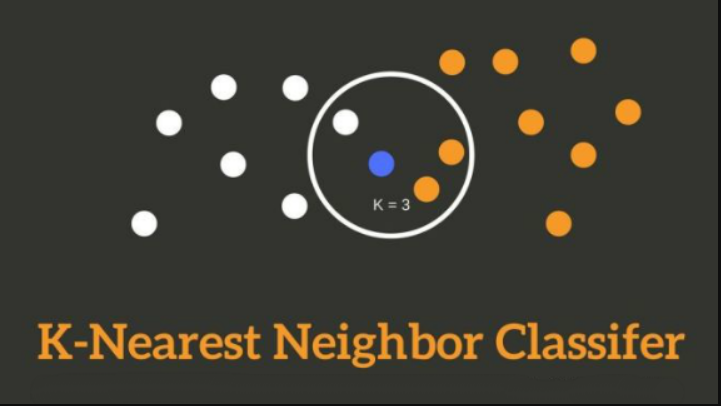 K = 3
K-Nearest Neighbor Classifer